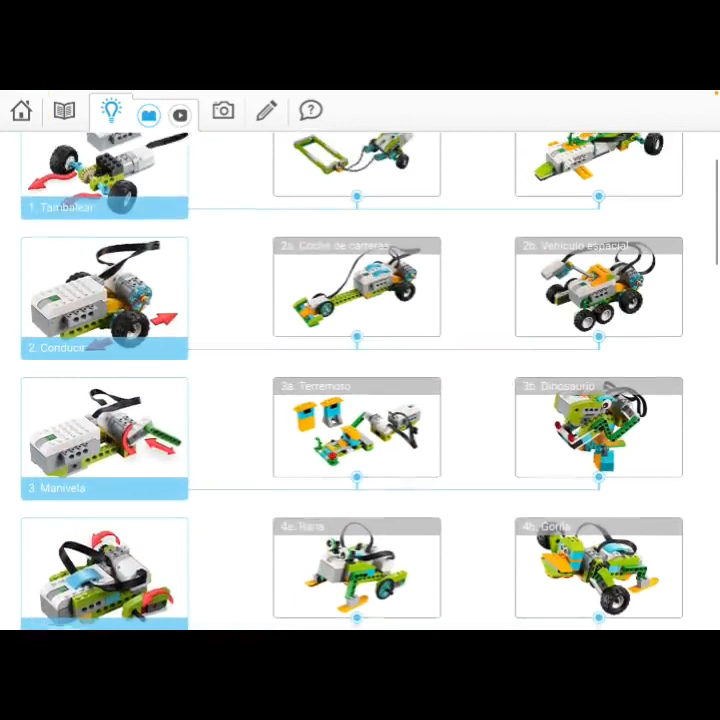 1. Tambalear
2a. Coche de carreras
2b. Vehículo espacial
2. Conducir
3a. Terremoto
3b. Dinosaurio
3. Manivela
4a. Rana
4b. Gorila